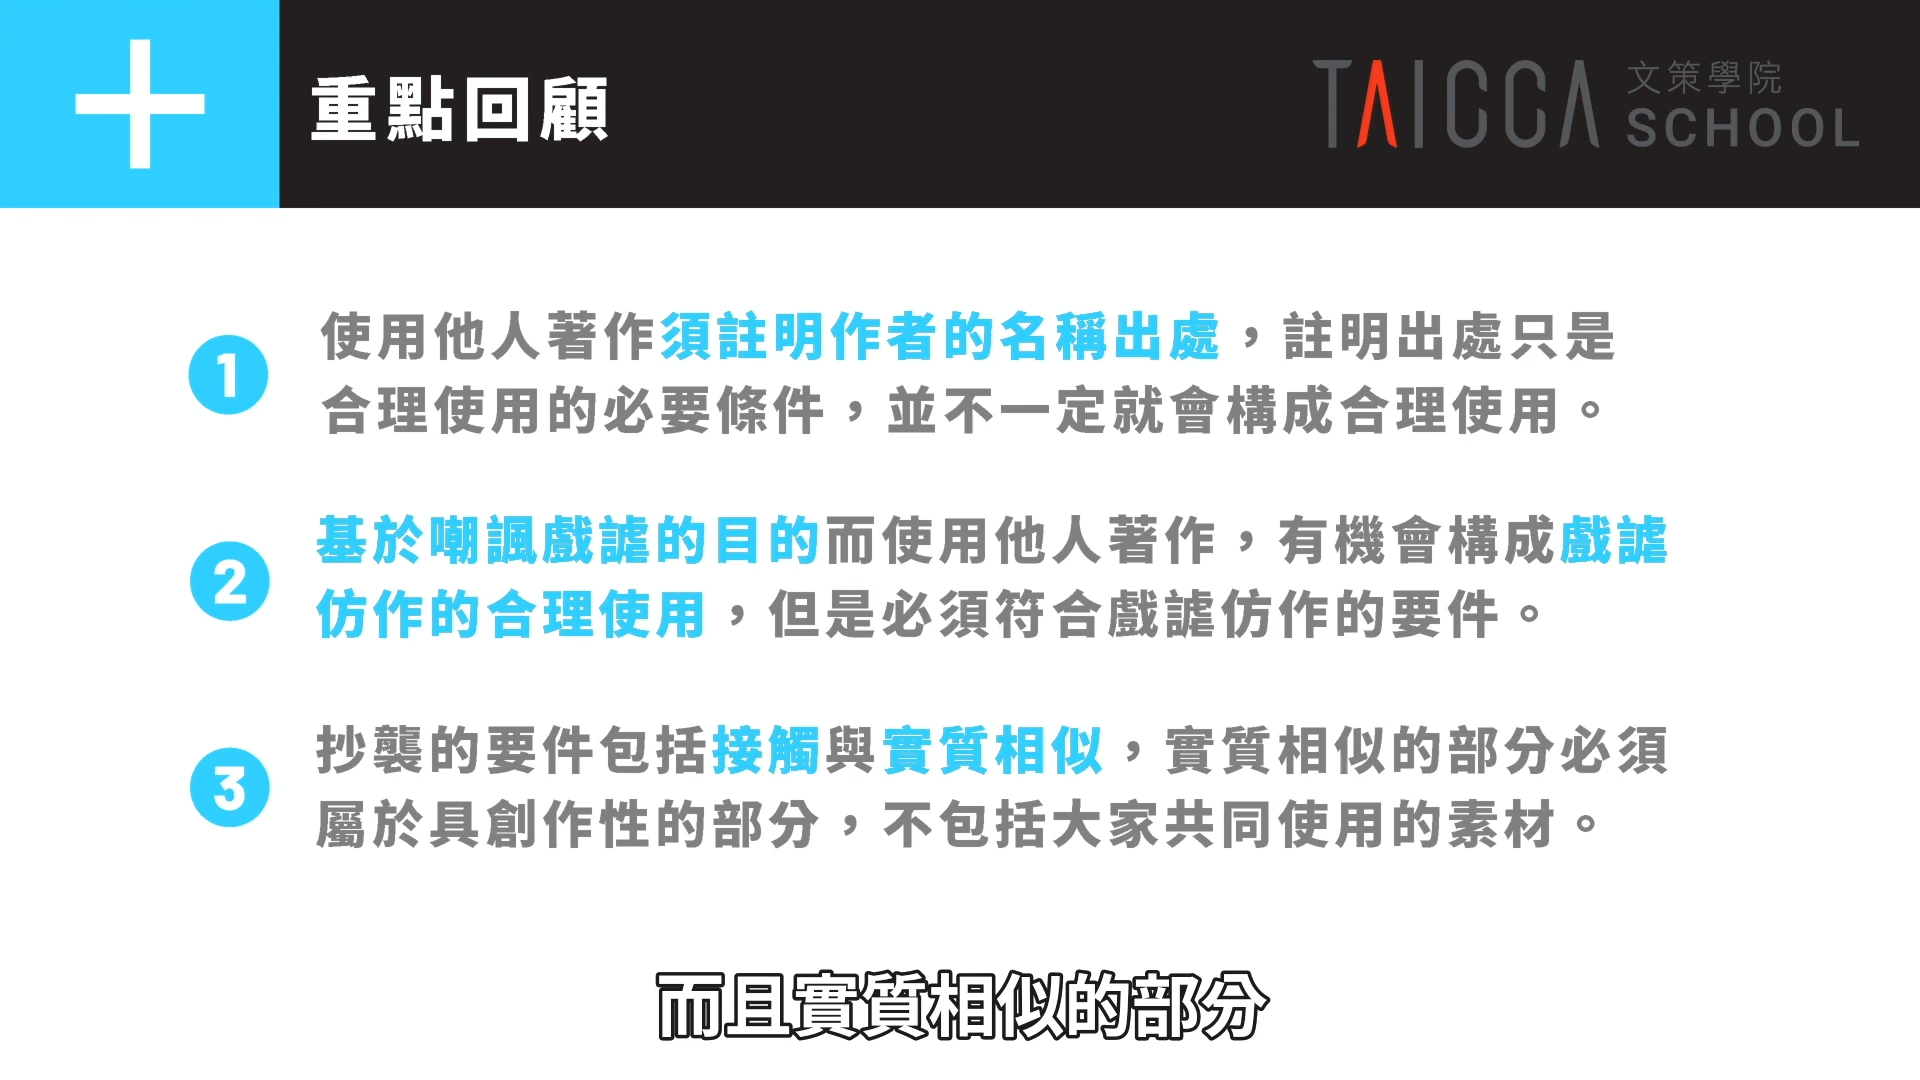 重點回顧
TAICCA 文策學院
SCHOOL
1
使用他人著作須註明作者的名稱出處，註明出處只是
合理使用的必要條件，並不一定就會構成合理使用。
2
基於嘲諷戲謔的目的而使用他人著作，有機會構成戲謔
仿作的合理使用，但是必須符合戲謔仿作的要件。
3
抄襲的要件包括接觸與實質相似，實質相似的部分必須
屬於具創作性的部分，不包括大家共同使用的素材。
而且實質相似的部分